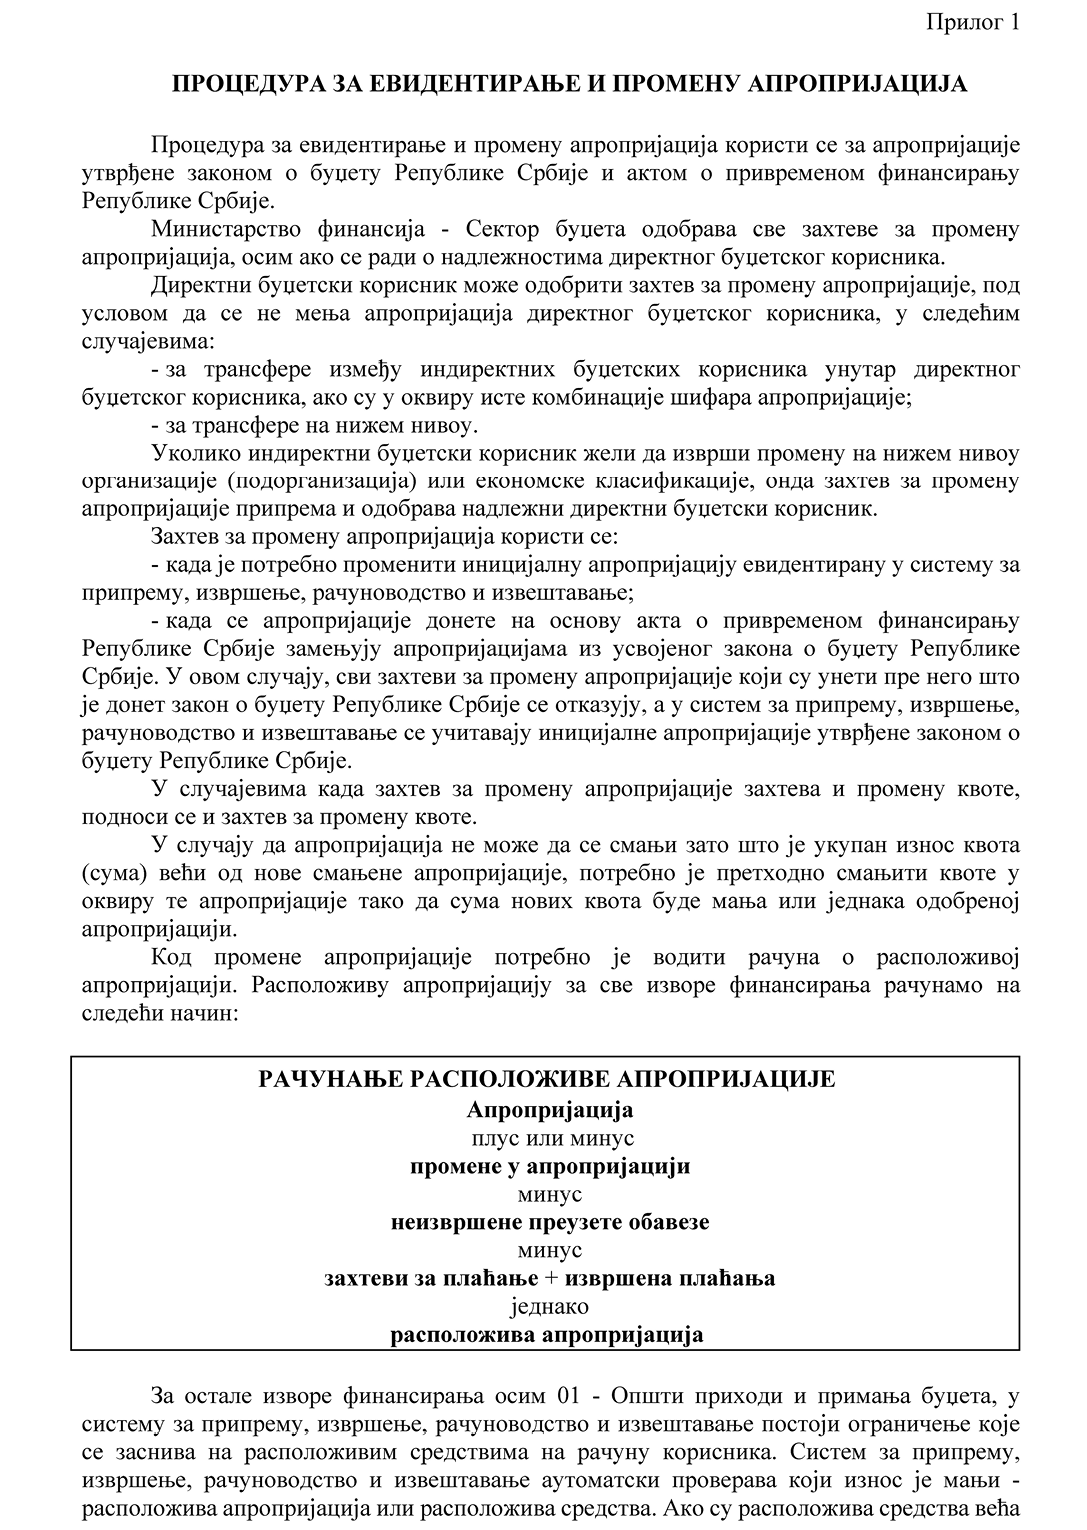 Прилог 1
ПРОЦЕДУРА ЗА ЕВИДЕНТИРАЊЕ И ПРОМЕНУ АПРОПРИЈАЦИЈА
Процедура за евидентирање и промену апропријација користи се за апропријације
утврђене законом о буџету Републике Србије и актом о привременом финансирању
Републике Србије.
Министарство финансија - Сектор буџета одобрава све захтеве за промену
апропријација, осим ако се ради о надлежностима директног буџетског корисника.
Директни буџетски корисник може одобрити захтев за промену апропријације, под
условом да се не мења апропријација директног буџетског корисника, у следећим
случајевима:
- за трансфере између индиректних буџетских корисника унутар директног
буџетског корисника, ако су у оквиру исте комбинације шифара апропријације;
- за трансфере на нижем нивоу.
Уколико индиректни буџетски корисник жели да изврши промену на нижем нивоу
организације (подорганизација) или економске класификације, онда захтев за промену
апропријације припрема и одобрава надлежни директни буџетски корисник.
Захтев за промену апропријација користи се:
- када је потребно променити иницијалну апропријацију евидентирану у систему за
припрему, извршење, рачуноводство и извештавање;
- када се апропријације донете на основу акта о привременом финансирању
Републике Србије замењују апропријацијама из усвојеног закона о буџету Републике
Србије. У овом случају, сви захтеви за промену апропријације који су унети пре него што
је донет закон о буџету Републике Србије се отказују, а у систем за припрему, извршење,
рачуноводство и извештавање се учитавају иницијалне апропријације утврђене законом о
буџету Републике Србије.
У случајевима када захтев за промену апропријације захтева и промену квоте,
подноси се и захтев за промену квоте.
У случају да апропријација не може да се смањи зато што је укупан износ квота
(сума) већи од нове смањене апропријације, потребно је претходно смањити квоте у
оквиру те апропријације тако да сума нових квота буде мања или једнака одобреној
апропријацији.
Код промене апропријације потребно је водити рачуна о расположивој
апропријацији. Расположиву апропријацију за све изворе финансирања рачунамо на
следећи начин:
РАЧУНАЊЕ РАСПОЛОЖИВЕ АПРОПРИЈАЦИЈЕ
Апропријација
плус или минус
промене у апропријацији
минус
неизвршене преузете обавезе
минус
захтеви за плаћање + извршена плаћања
једнако
расположива апропријација
За остале изворе финансирања осим 01 - Општи приходи и примања буџета, у
систему за припрему, извршење, рачуноводство и извештавање постоји ограничење које
се заснива на расположивим средствима на рачуну корисника. Систем за припрему,
извршење, рачуноводство и извештавање аутоматски проверава који износ је мањи -
расположива апропријација или расположива средства. Ако су расположива средства већа